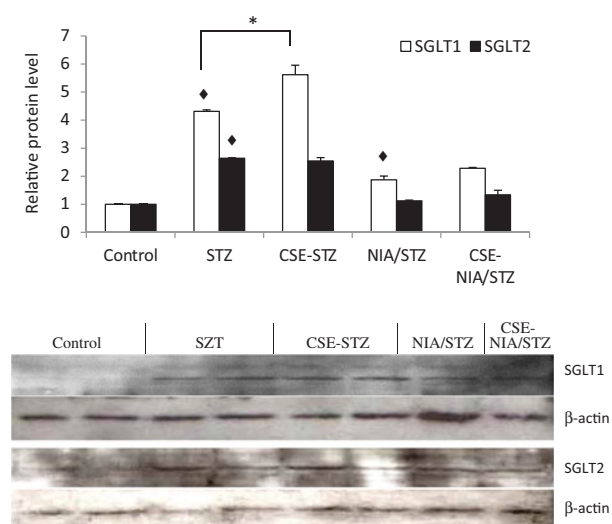 *
7
6
5
4
3
2
1
0
Relative protein level
SGLT1 SGLT2
Control STZ CSE-STZ NIA/STZ CSE-
NIA/STZ
Control SZT CSE-STZ NIA/STZ CSE-
NIA/STZ
SGLT1
β-actin
SGLT2
β-actin